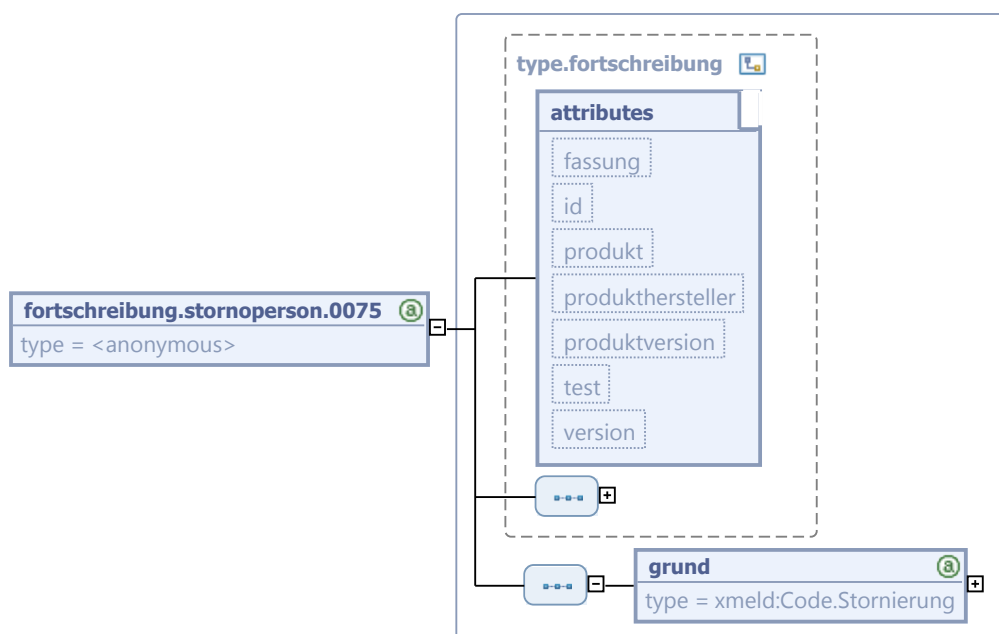 type.fortschreibung
attributes
fassung
id
produkt
produkthersteller
produktversion
test
version
fortschreibung.stornoperson.0075 a
type = <anonymous>
grund a
type = xmeld:Code.Stornierung